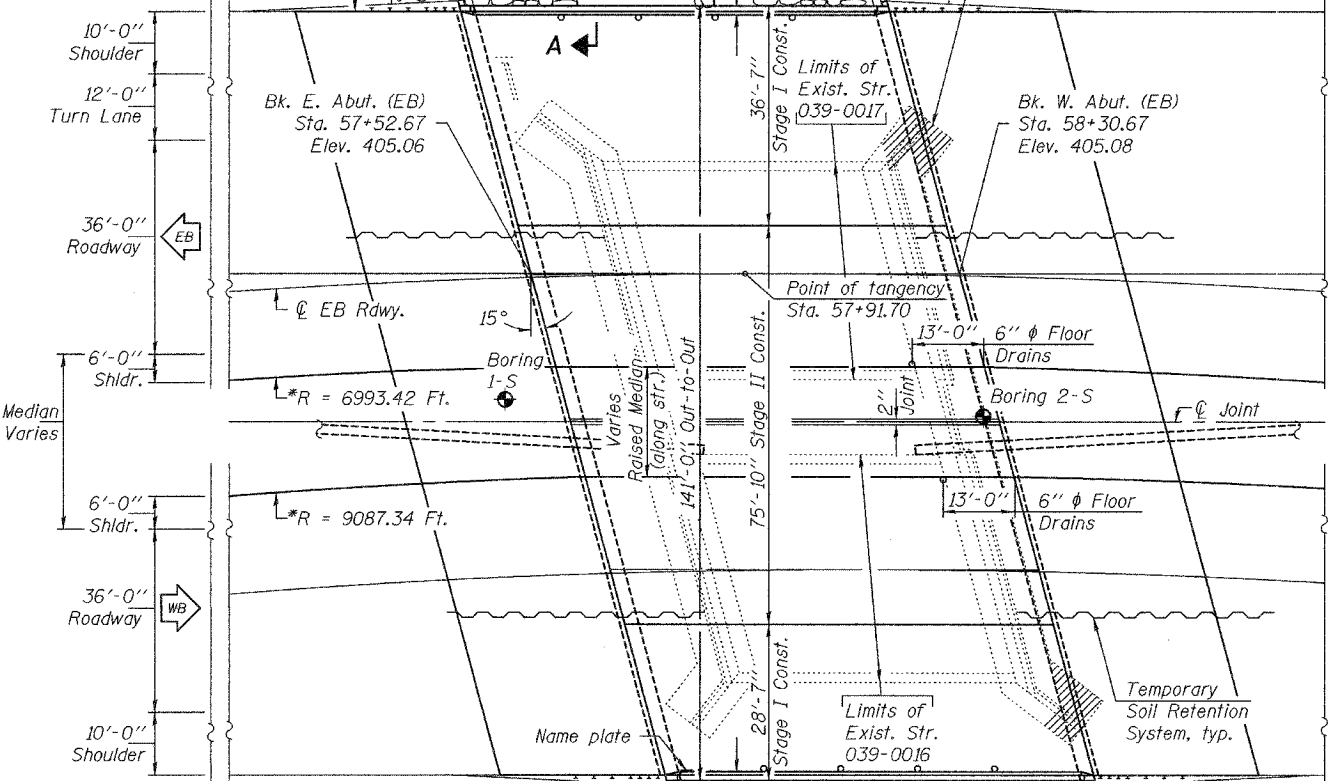 10'-0"
Shoulder
12'-0"
Turn Lane
36'-0"
Roadway
EB
6'-0"
Shldr.
Median
Varies
6'-0"
Shldr.
36'-0"
Roadway
WB
10'-0"
Shoulder
A
Bk. E. Abut. (EB)
Sta. 57+52.67
Elev. 405.06
36'-7"
Stage I Const.
Limits of
Exist. Str.
039-0017
Bk. W. Abut. (EB)
Sta. 58+30.67
Elev. 405.08
℄ EB Rdwy.
15°
Point of tangency
Sta. 57+91.70
13'-0"
6" ϕ Floor
Drains
Boring
1-S
*R = 6993.42 Ft.
Varies
Raised Median
(along str.)
141'-0" Out-to-Out
75'-10" Stage II Const.
2"
Joint
Boring 2-S
℄ Joint
*R = 9087.34 Ft.
13'-0"
6" ϕ Floor
Drains
28'-7"
Stage I Const.
Name plate
Limits of
Exist. Str.
039-0016
Temporary
Soil Retention
System, typ.